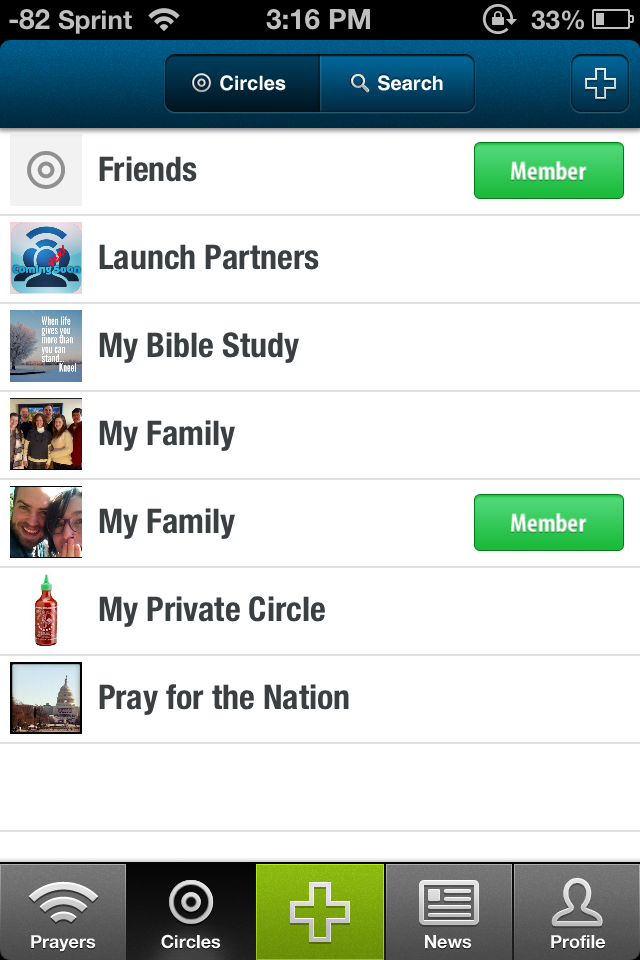 -82 Sprint 3:16 PM 33%
Circles Search
Friends Member
Coming Soon
Launch Partners
When life
gives you
more than
you can
stand...
Kneel
My Bible Study
My Family
My Family Member
My Private Circle
Pray for the Nation
Prayers Circles News Profile